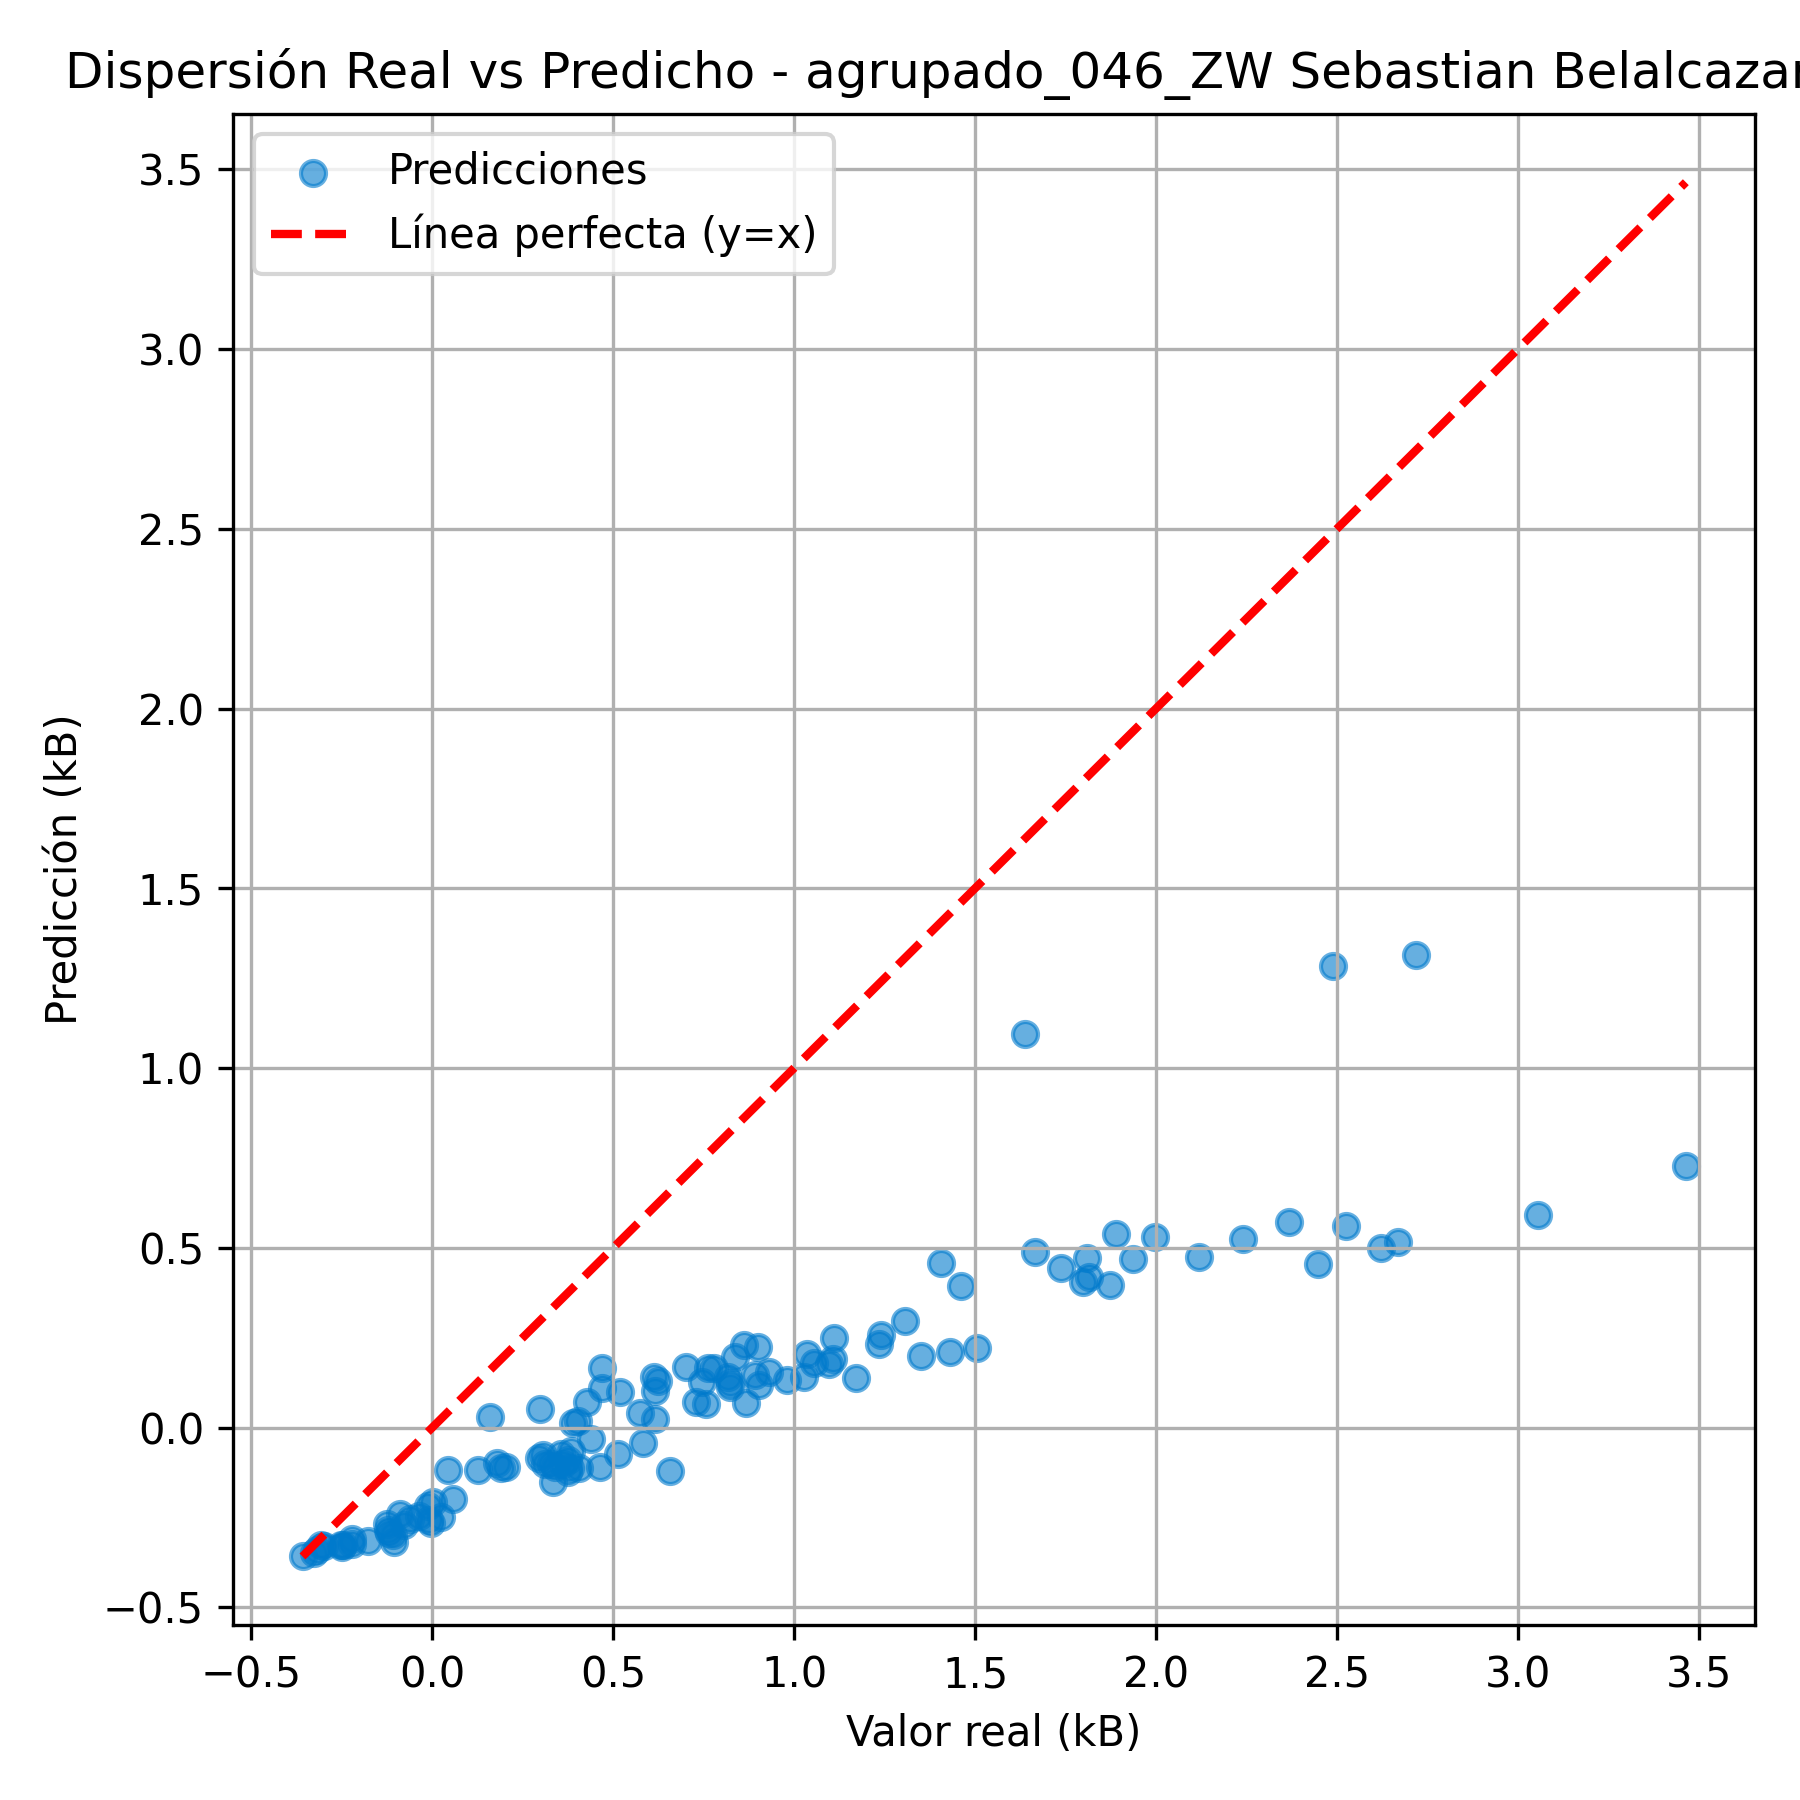 Dispersión Real vs Predicho - agrupado_046_ZW Sebastian Belalcazar
Predicciones
Línea perfecta (y=x)
3.5
3.0
2.5
2.0
1.5
1.0
0.5
0.0
−0.5
Predicción (kB)
−0.5 0.0 0.5 1.0 1.5 2.0 2.5 3.0 3.5
Valor real (kB)